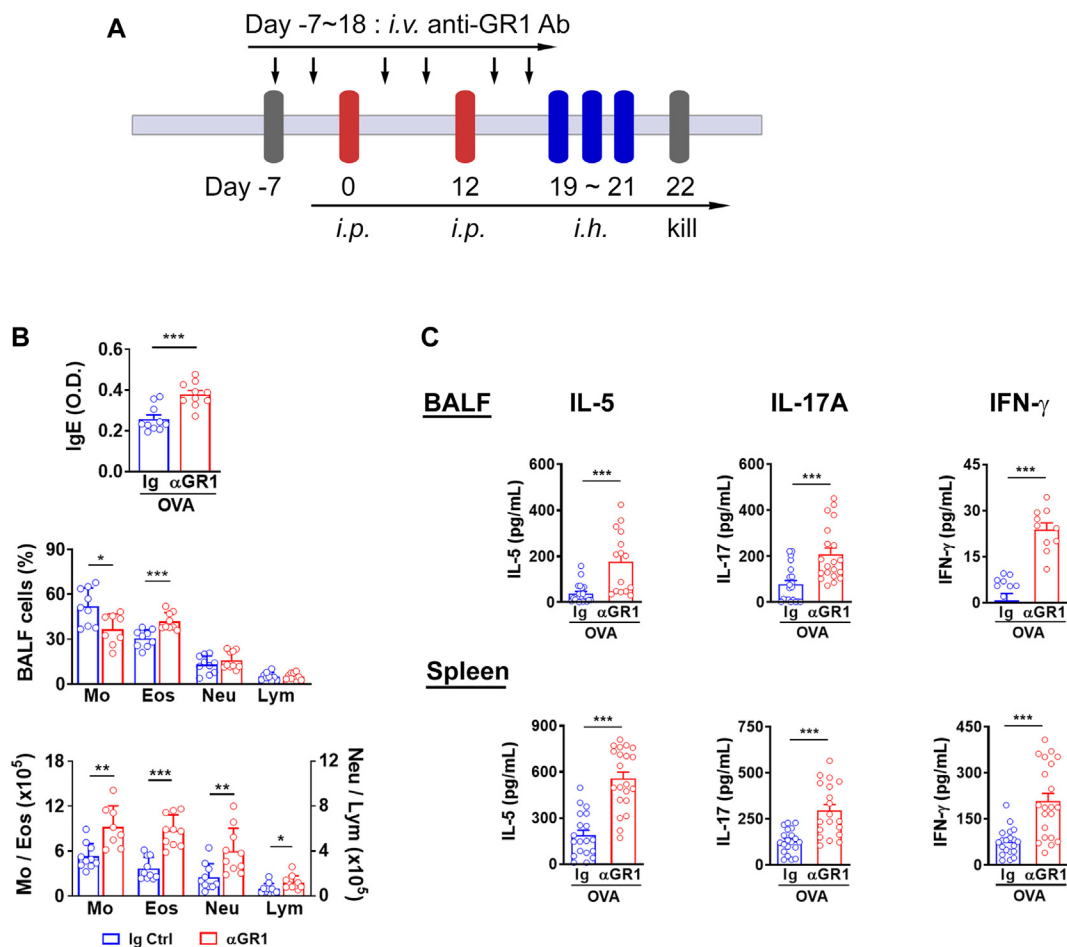 A
Day -7~18 : i.v. anti-GR1 Ab
Day -7 0 12 19 ~ 21 22
i.p. i.p. i.h. kill
B
***
0.6
0.4
0.2
0.0
IgE (O.D.)
Ig αGR1
OVA
90
60
30
0
BALF cells (%)
* ***
Mo Eos Neu Lym
18
12
6
0
Mo / Eos (x10⁵)
** *** ** *
12
8
4
0
Neu / Lym (x10⁵)
Mo Eos Neu Lym
Ig Ctrl αGR1
C
BALF IL-5 IL-17A IFN-γ
600
400
200
0
IL-5 (pg/mL)
***
Ig αGR1
OVA
600
400
200
0
IL-17 (pg/mL)
***
Ig αGR1
OVA
45
30
15
0
IFN-γ (pg/mL)
***
Ig αGR1
OVA
Spleen
900
600
300
0
IL-5 (pg/mL)
***
Ig αGR1
OVA
750
500
250
0
IL-17 (pg/mL)
***
Ig αGR1
OVA
450
300
150
0
IFN-γ (pg/mL)
***
Ig αGR1
OVA